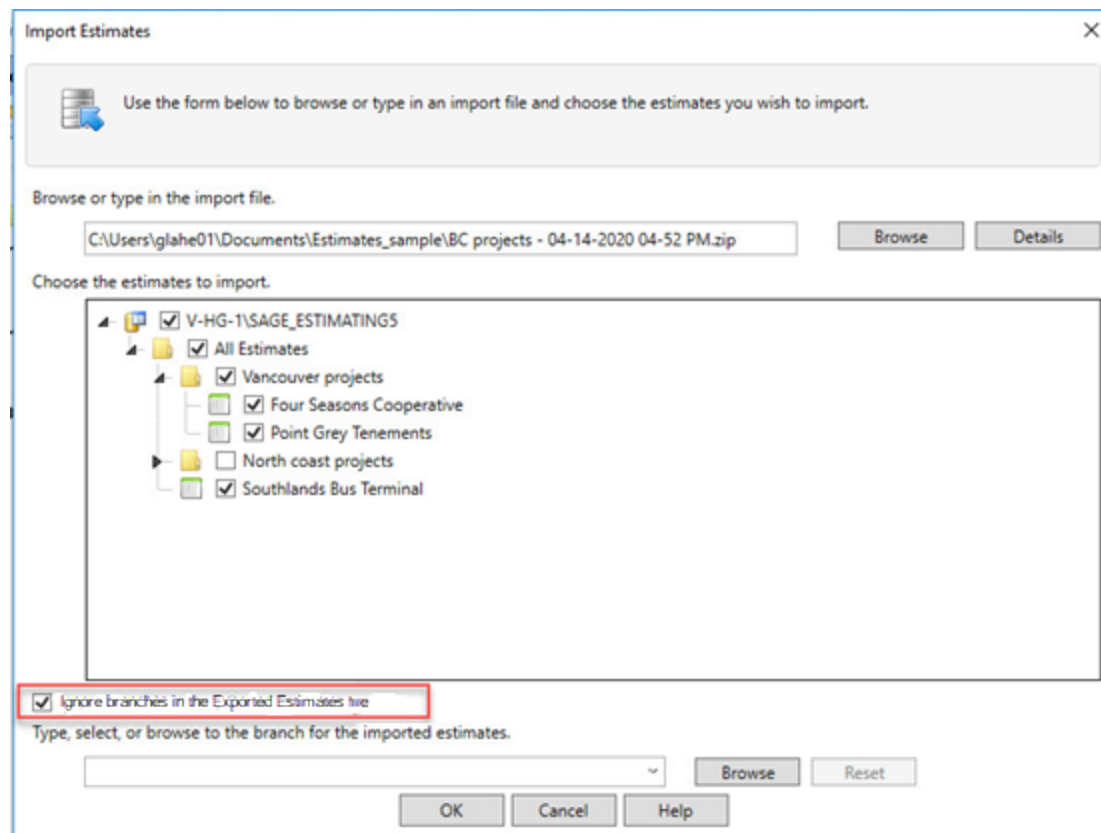 Import Estimates
Use the form below to browse or type in an import file and choose the estimates you wish to import.
Browse or type in the import file.
C:\Users\glahe01\Documents\Estimates_sample\BC projects - 04-14-2020 04-52 PM.zip Browse Details
Choose the estimates to import.
V-HG-1\SAGE_ESTIMATING5
All Estimates
Vancouver projects
Four Seasons Cooperative
Point Grey Tenements
North coast projects
Southlands Bus Terminal
Ignore branches in the Exported Estimates file
Type, select, or browse to the branch for the imported estimates.
Browse Reset
OK Cancel Help